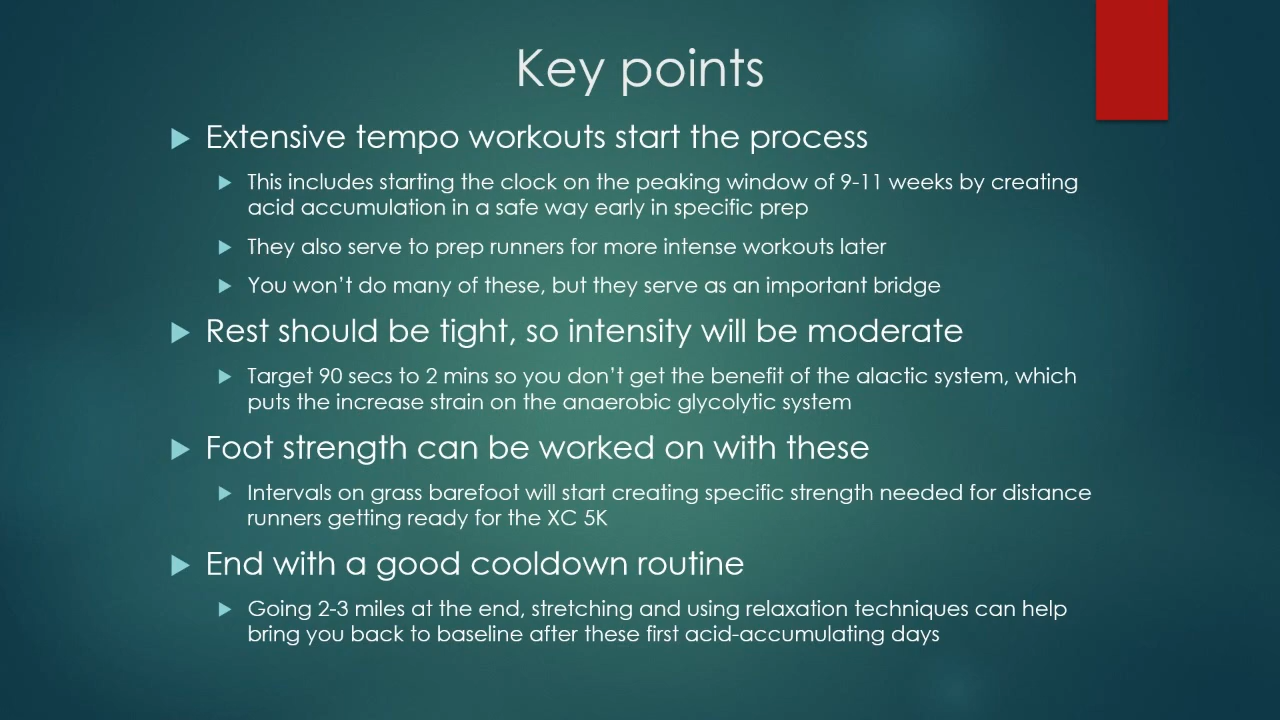 Key points
Extensive tempo workouts start the process
This includes starting the clock on the peaking window of 9-11 weeks by creating
acid accumulation in a safe way early in specific prep
They also serve to prep runners for more intense workouts later
You won’t do many of these, but they serve as an important bridge
Rest should be tight, so intensity will be moderate
Target 90 secs to 2 mins so you don’t get the benefit of the alactic system, which
puts the increase strain on the anaerobic glycolytic system
Foot strength can be worked on with these
Intervals on grass barefoot will start creating specific strength needed for distance
runners getting ready for the XC 5K
End with a good cooldown routine
Going 2-3 miles at the end, stretching and using relaxation techniques can help
bring you back to baseline after these first acid-accumulating days